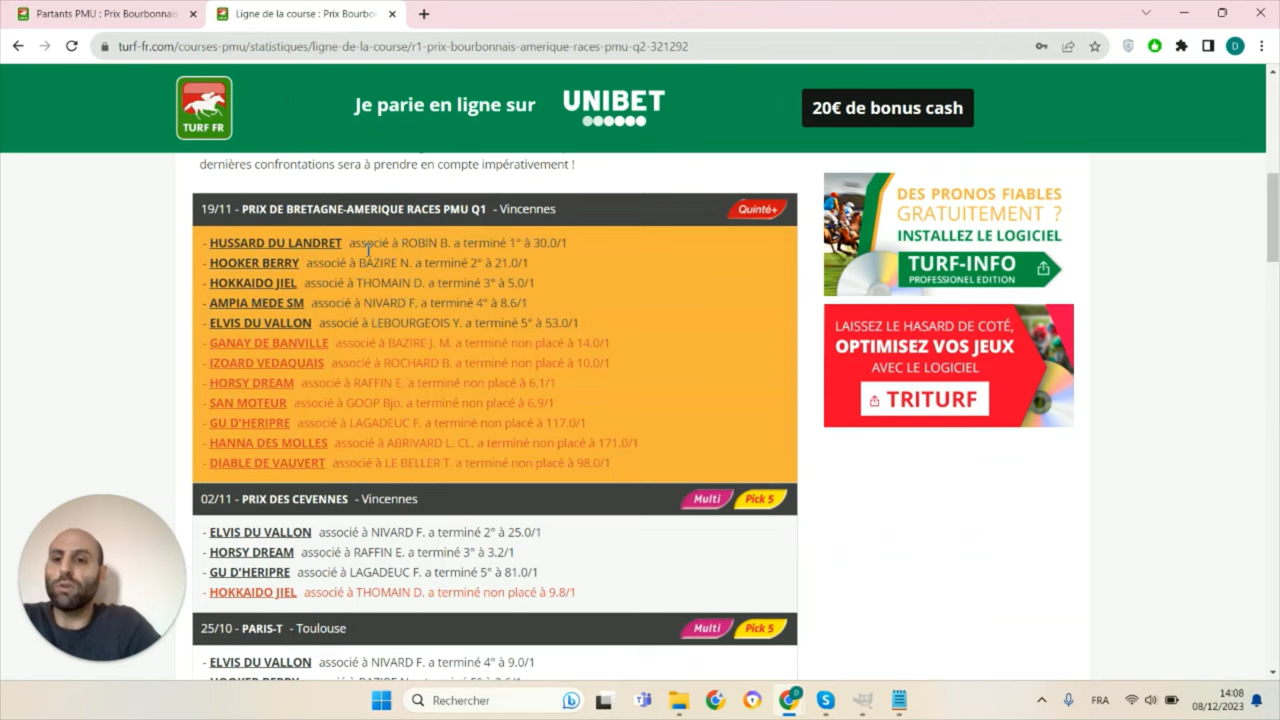 Partants PMU : Prix Bourbonnais
Ligne de la course : Prix Bourbo
turf-fr.com/courses-pmu/statistiques/ligne-de-la-course/r1-prix-bourbonnais-amerique-races-pmu-q2-321292
D
TURF FR
Je parie en ligne sur
UNIBET
20€ de bonus cash
dernières confrontations sera à prendre en compte impérativement !
19/11 - PRIX DE BRETAGNE-AMERIQUE RACES PMU Q1 - Vincennes
Quinté+
- HUSSARD DU LANDRET associé à ROBIN B. a terminé 1° à 30.0/1
- HOOKER BERRY associé à BAZIRE N. a terminé 2° à 21.0/1
- HOKKAIDO JIEL associé à THOMAIN D. a terminé 3° à 5.0/1
- AMPIA MEDE SM associé à NIVARD F. a terminé 4° à 8.6/1
- ELVIS DU VALLON associé à LEBOURGEOIS Y. a terminé 5° à 53.0/1
- GANAY DE BANVILLE associé à BAZIRE J. M. a terminé non placé à 14.0/1
- IZOARD VEDAQUAIS associé à ROCHARD B. a terminé non placé à 10.0/1
- HORSY DREAM associé à RAFFIN E. a terminé non placé à 6.1/1
- SAN MOTEUR associé à GOOP Bjo. a terminé non placé à 6.9/1
- GU D'HERIPRE associé à LAGADEUC F. a terminé non placé à 117.0/1
- HANNA DES MOLLES associé à ABRIVARD L. CL. a terminé non placé à 171.0/1
- DIABLE DE VAUVERT associé à LE BELLER T. a terminé non placé à 98.0/1
02/11 - PRIX DES CEVENNES - Vincennes
Multi
Pick 5
- ELVIS DU VALLON associé à NIVARD F. a terminé 2° à 25.0/1
- HORSY DREAM associé à RAFFIN E. a terminé 3° à 3.2/1
- GU D'HERIPRE associé à LAGADEUC F. a terminé 5° à 81.0/1
- HOKKAIDO JIEL associé à THOMAIN D. a terminé non placé à 9.8/1
25/10 - PARIS-T - Toulouse
Multi
Pick 5
- ELVIS DU VALLON associé à NIVARD F. a terminé 4° à 9.0/1
DES PRONOS FIABLES
GRATUITEMENT ?
INSTALLEZ LE LOGICIEL
TURF-INFO
PROFESSIONEL EDITION
LAISSEZ LE HASARD DE COTÉ,
OPTIMISEZ VOS JEUX
AVEC LE LOGICIEL
TRITURF
Rechercher
FRA
14:08
08/12/2023